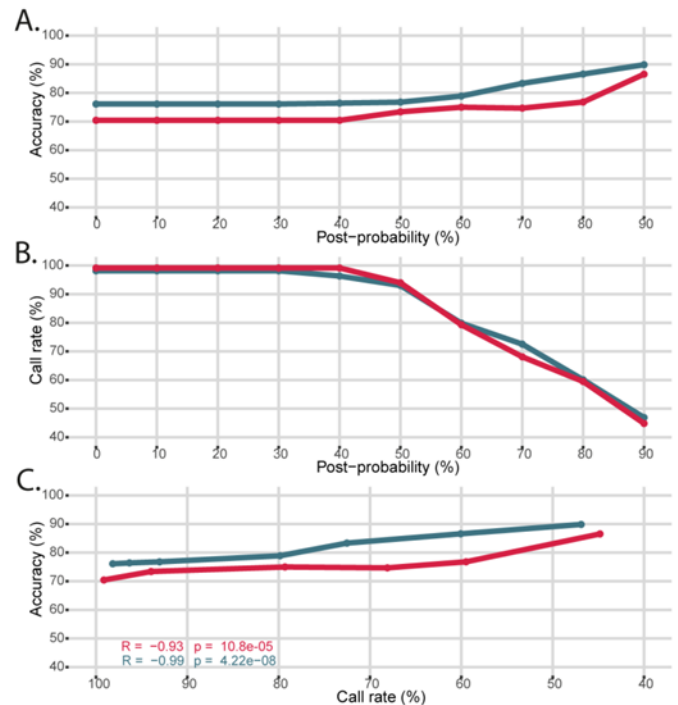 A.
100
90
80
70
60
50
40
Accuracy (%)
0 10 20 30 40 50 60 70 80 90
Post−probability (%)
B.
100
90
80
70
60
50
40
Call rate (%)
0 10 20 30 40 50 60 70 80 90
Post−probability (%)
C.
100
90
80
70
60
50
40
Accuracy (%)
R = −0.93 p = 10.8e−05
R = −0.99 p = 4.22e−08
100 90 80 70 60 50 40
Call rate (%)